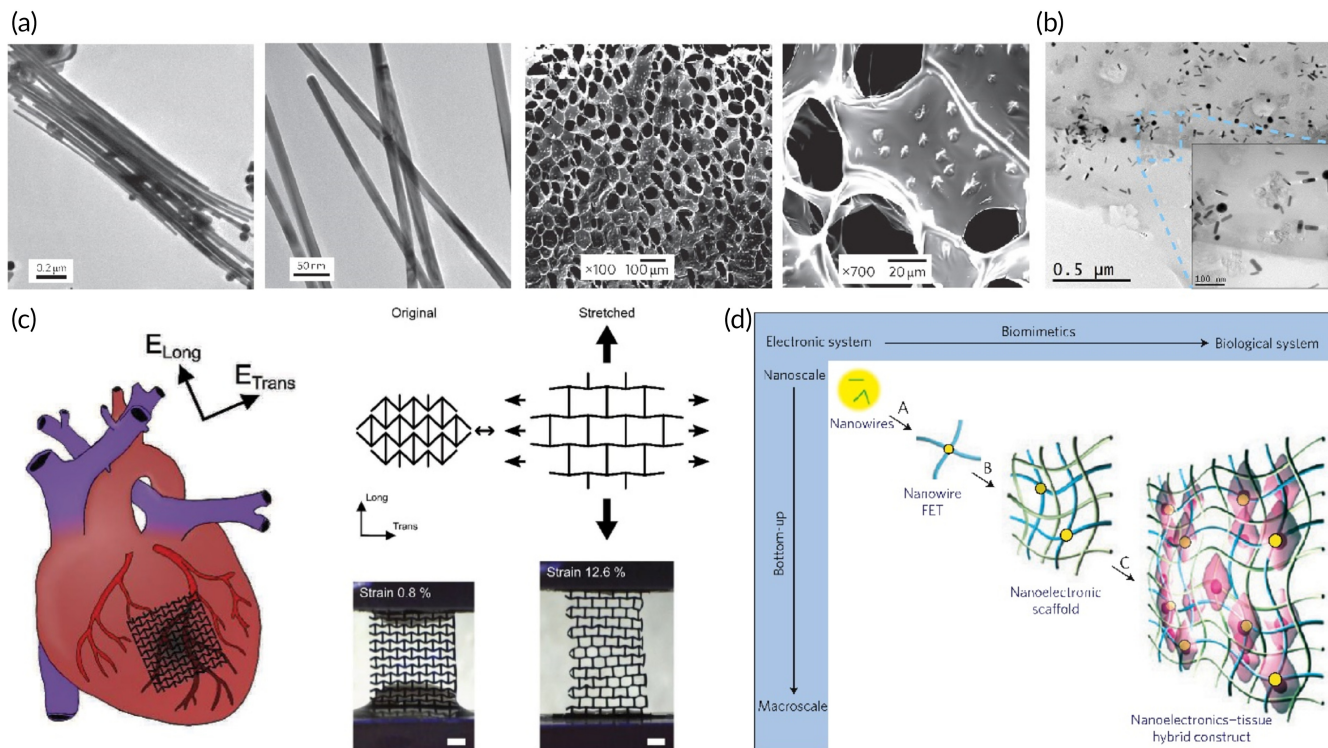 (a)
0.2 μm
50 nm
×100 100 μm
×700 20 μm
(b)
0.5 μm
100 nm
(c)
E Long
E Trans
Original
Stretched
Long
Trans
Strain 0.8 %
Strain 12.6 %
(d)
Biomimetics
Electronic system
Biological system
Nanoscale
Bottom-up
Macroscale
Nanowires
A
Nanowire
FET
B
Nanoelectronic
scaffold
C
Nanoelectronics–tissue
hybrid construct